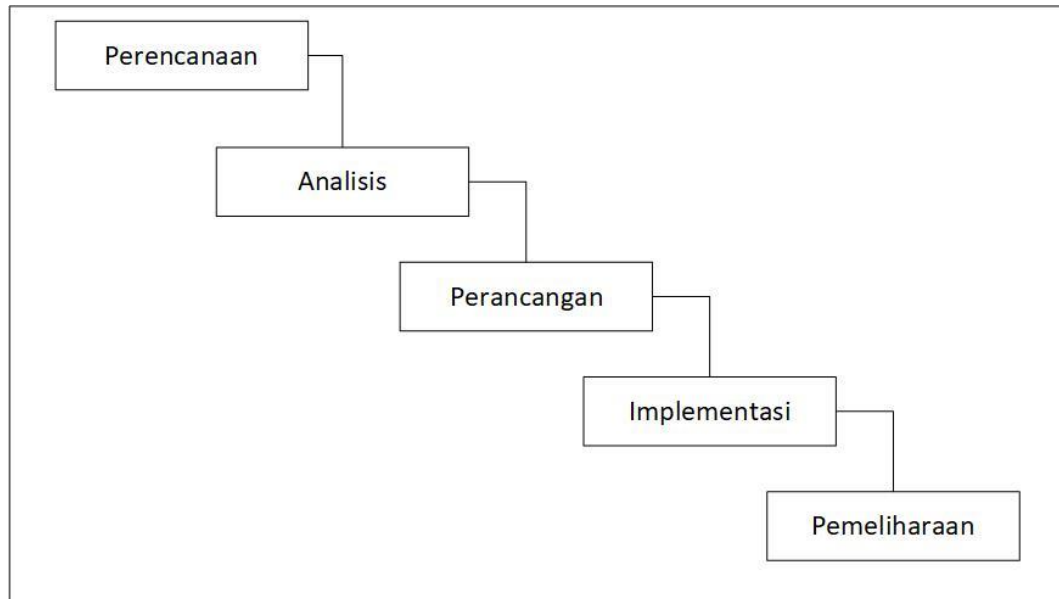 Perencanaan
Analisis
Perancangan
Implementasi
Pemeliharaan